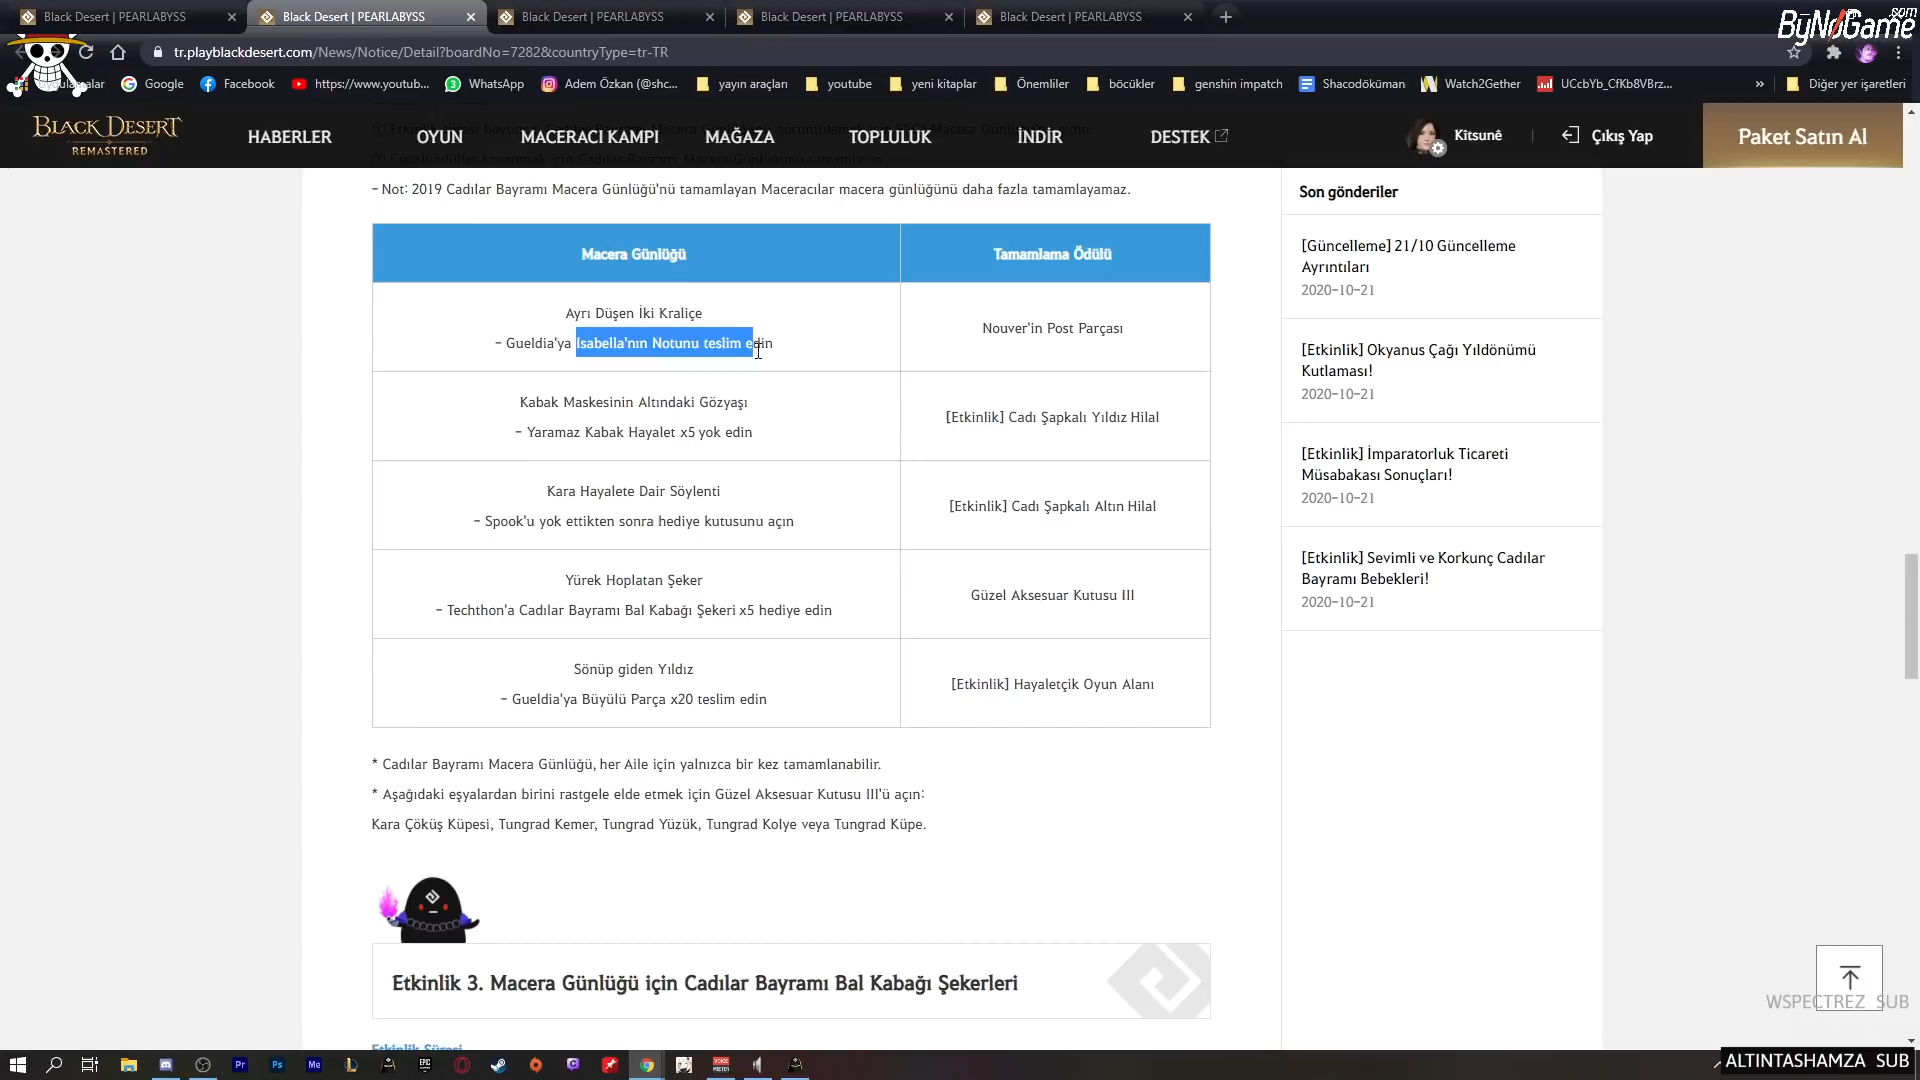 Black Desert | PEARLABYSS
Black Desert | PEARLABYSS
Black Desert | PEARLABYSS
Black Desert | PEARLABYSS
Black Desert | PEARLABYSS
ByNoGame.com
tr.playblackdesert.com/News/Notice/Detail?boardNo=7282&countryType=tr-TR
Google
Facebook
https://www.youtub...
WhatsApp
Adem Özkan (@shc...
yayın araçları
youtube
yeni kitaplar
Önemliler
böcükler
genshin impatch
Shacodöküman
Watch2Gether
UCcbYb_CfKb8VBrz...
»
Diğer yer işaretleri
BLACK DESERT
REMASTERED
HABERLER
OYUN
MACERACI KAMPI
MAĞAZA
TOPLULUK
İNDİR
DESTEK
Kitsunê
Çıkış Yap
Paket Satın Al
- Not: 2019 Cadılar Bayramı Macera Günlüğü'nü tamamlayan Maceracılar macera günlüğünü daha fazla tamamlayamaz.
Macera Günlüğü
Tamamlama Ödülü
Ayrı Düşen İki Kraliçe
- Gueldia'ya Isabella'nın Notunu teslim edin
Nouver'in Post Parçası
Kabak Maskesinin Altındaki Gözyaşı
- Yaramaz Kabak Hayalet x5 yok edin
[Etkinlik] Cadı Şapkalı Yıldız Hilal
Kara Hayalete Dair Söylenti
- Spook'u yok ettikten sonra hediye kutusunu açın
[Etkinlik] Cadı Şapkalı Altın Hilal
Yürek Hoplatan Şeker
- Techthon'a Cadılar Bayramı Bal Kabağı Şekeri x5 hediye edin
Güzel Aksesuar Kutusu III
Sönüp giden Yıldız
- Gueldia'ya Büyülü Parça x20 teslim edin
[Etkinlik] Hayaletçik Oyun Alanı
* Cadılar Bayramı Macera Günlüğü, her Aile için yalnızca bir kez tamamlanabilir.
* Aşağıdaki eşyalardan birini rastgele elde etmek için Güzel Aksesuar Kutusu III'ü açın:
Kara Çöküş Küpesi, Tungrad Kemer, Tungrad Yüzük, Tungrad Kolye veya Tungrad Küpe.
Etkinlik 3. Macera Günlüğü için Cadılar Bayramı Bal Kabağı Şekerleri
Etkinlik Süresi
Son gönderiler
[Güncelleme] 21/10 Güncelleme
Ayrıntıları
2020-10-21
[Etkinlik] Okyanus Çağı Yıldönümü
Kutlaması!
2020-10-21
[Etkinlik] İmparatorluk Ticareti
Müsabakası Sonuçları!
2020-10-21
[Etkinlik] Sevimli ve Korkunç Cadılar
Bayramı Bebekleri!
2020-10-21
WSPECTREZ_SUB
ALTINTASHAMZA_SUB